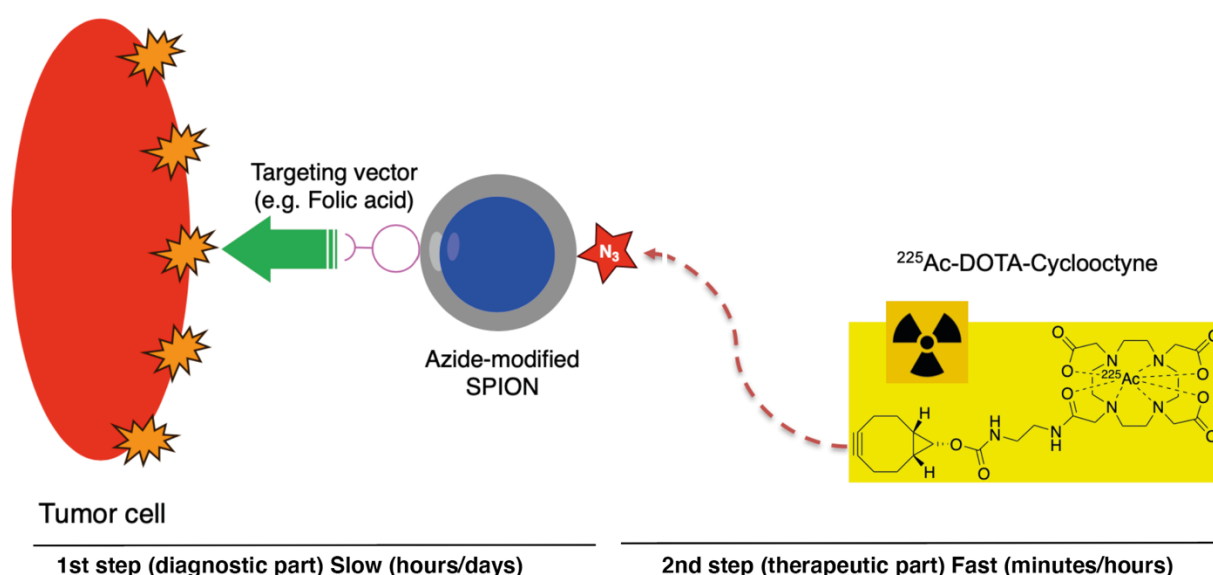 Targeting vector
(e.g. Folic acid)
N₃
Azide-modified
SPION
²²⁵Ac-DOTA-Cyclooctyne
O
O
O
O
N
N
²²⁵Ac
O
O
N
N
O
O
H
H
O
N
H
O
N
H
Tumor cell
1st step (diagnostic part) Slow (hours/days)
2nd step (therapeutic part) Fast (minutes/hours)